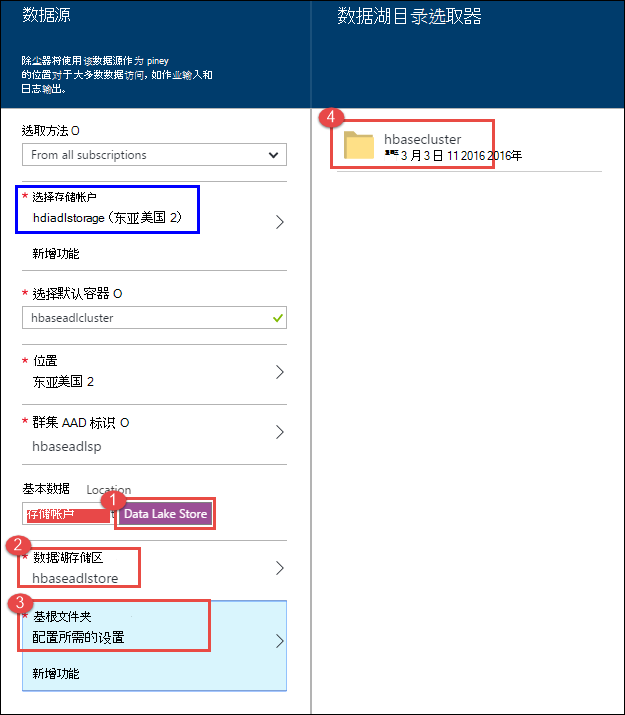 数据源
除尘器将使用该数据源作为 piney
的位置对于大多数数据访问,如作业输入和
日志输出。
选取方法 O
From all subscriptions
* 选择存储帐户
hdiadlstorage (东亚美国 2)
新增功能
* 选择默认容器 O
hbaseadlcluster
* 位置
东亚美国 2
* 群集 AAD 标识 O
hbaseadlsp
基本数据 Location
存储帐户
1
Data Lake Store
2
* 数据湖存储区
hbaseadlstore
3
* 基根文件夹
配置所需的设置
新增功能
数据湖目录选取器
4
hbasecluster
3 月 3 日 11 2016 2016年